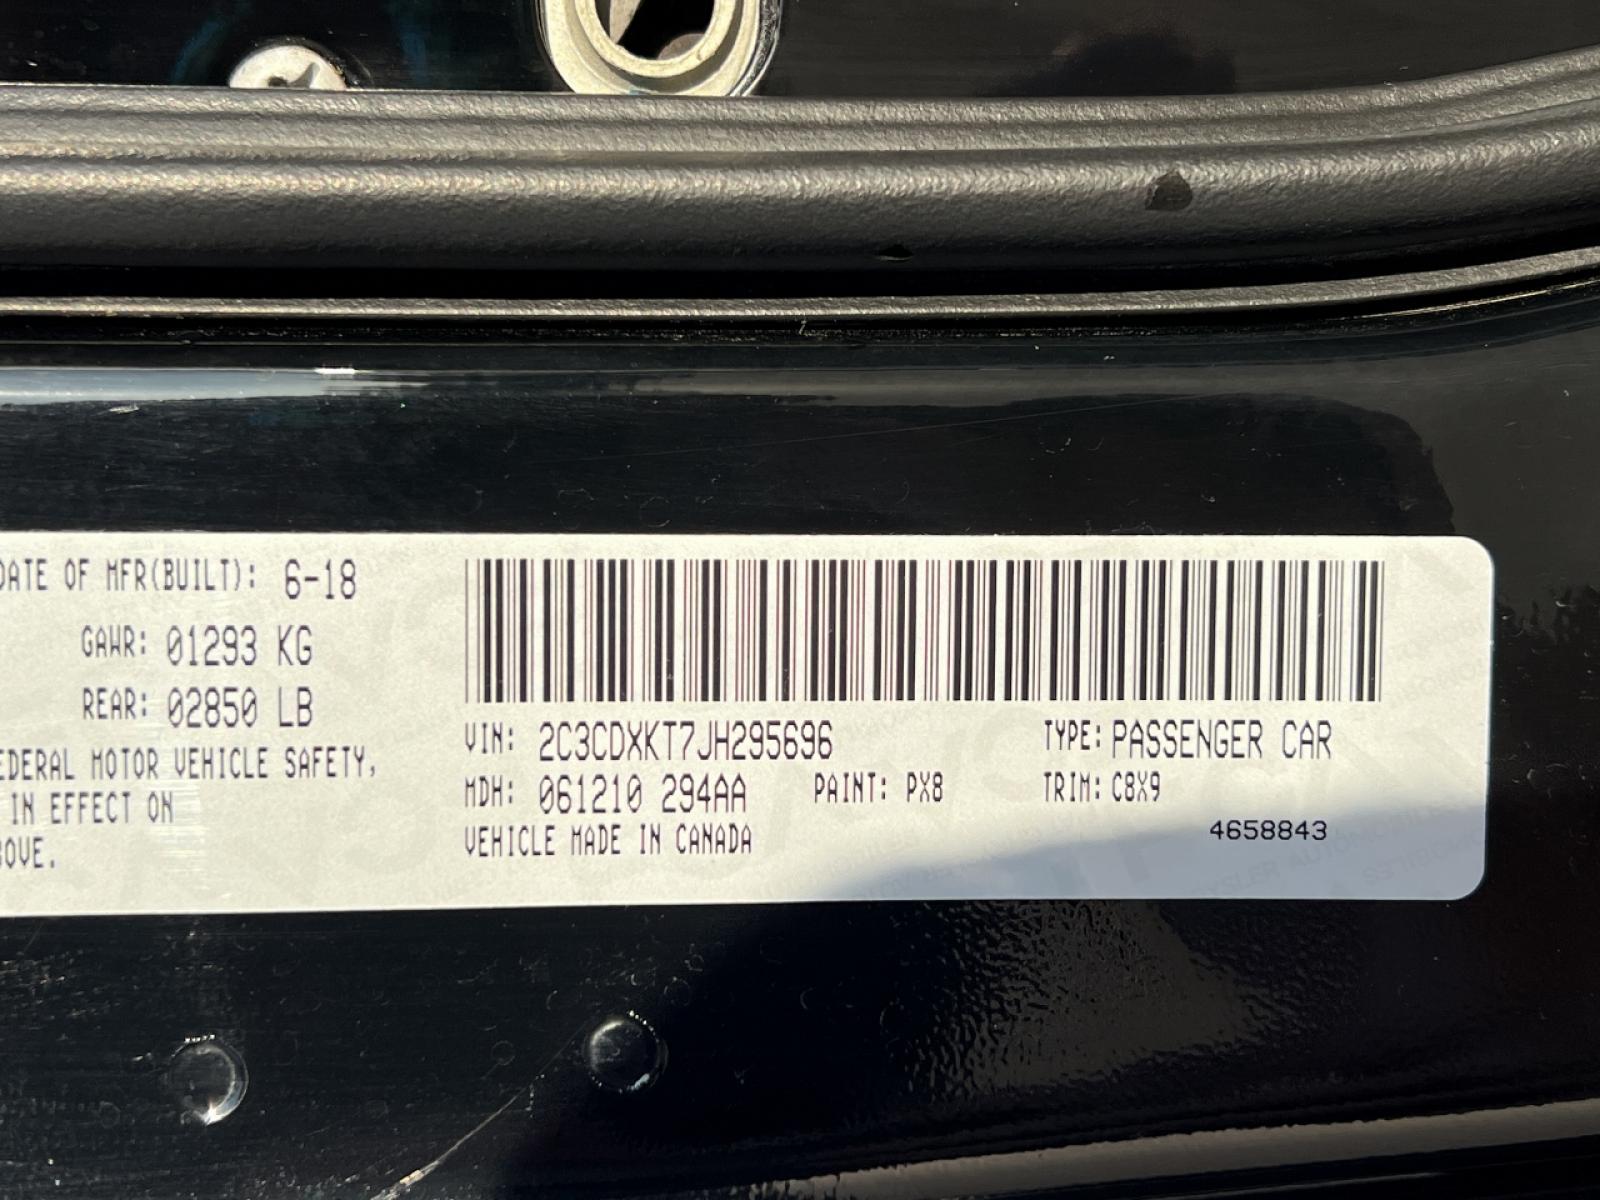 DATE OF MFR(BUILT): 6-18
GAWR: 01293 KG
REAR: 02850 LB
EDERAL MOTOR VEHICLE SAFETY,
IN EFFECT ON
BOVE.
VIN: 2C3CDXKT7JH295696 TYPE: PASSENGER CAR
MDH: 061210 294AA PAINT: PX8 TRIM: C8X9
VEHICLE MADE IN CANADA 4658843